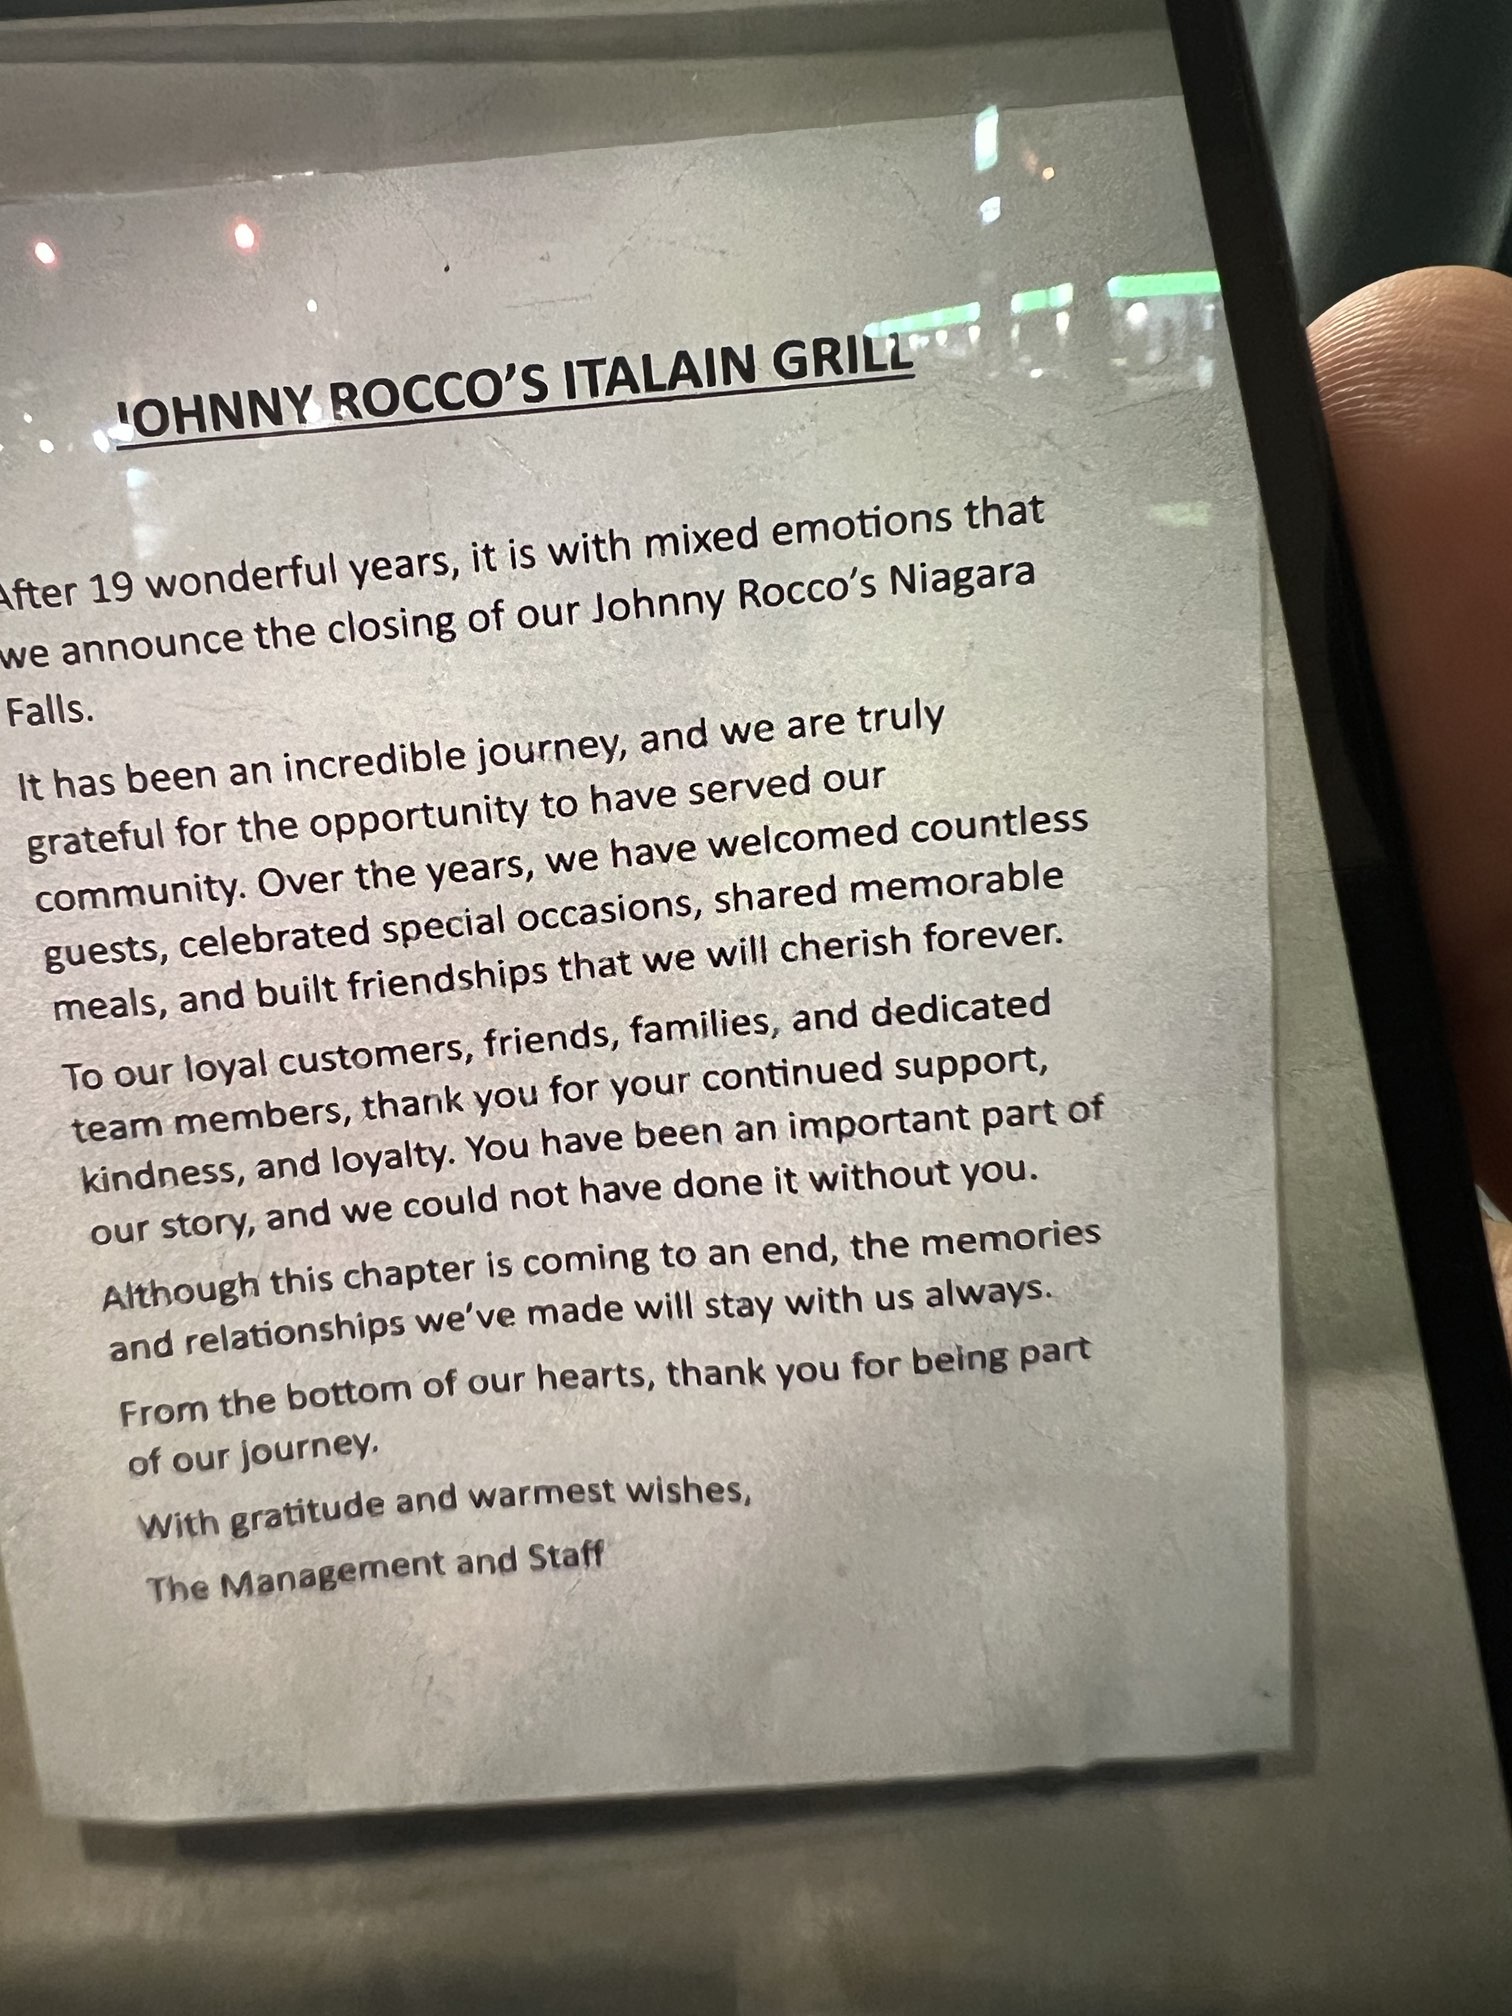 JOHNNY ROCCO'S ITALAIN GRILL
After 19 wonderful years, it is with mixed emotions that
we announce the closing of our Johnny Rocco's Niagara
Falls.
It has been an incredible journey, and we are truly
grateful for the opportunity to have served our
community. Over the years, we have welcomed countless
guests, celebrated special occasions, shared memorable
meals, and built friendships that we will cherish forever.
To our loyal customers, friends, families, and dedicated
team members, thank you for your continued support,
kindness, and loyalty. You have been an important part of
our story, and we could not have done it without you.
Although this chapter is coming to an end, the memories
and relationships we've made will stay with us always.
From the bottom of our hearts, thank you for being part
of our journey.
With gratitude and warmest wishes,
The Management and Staff